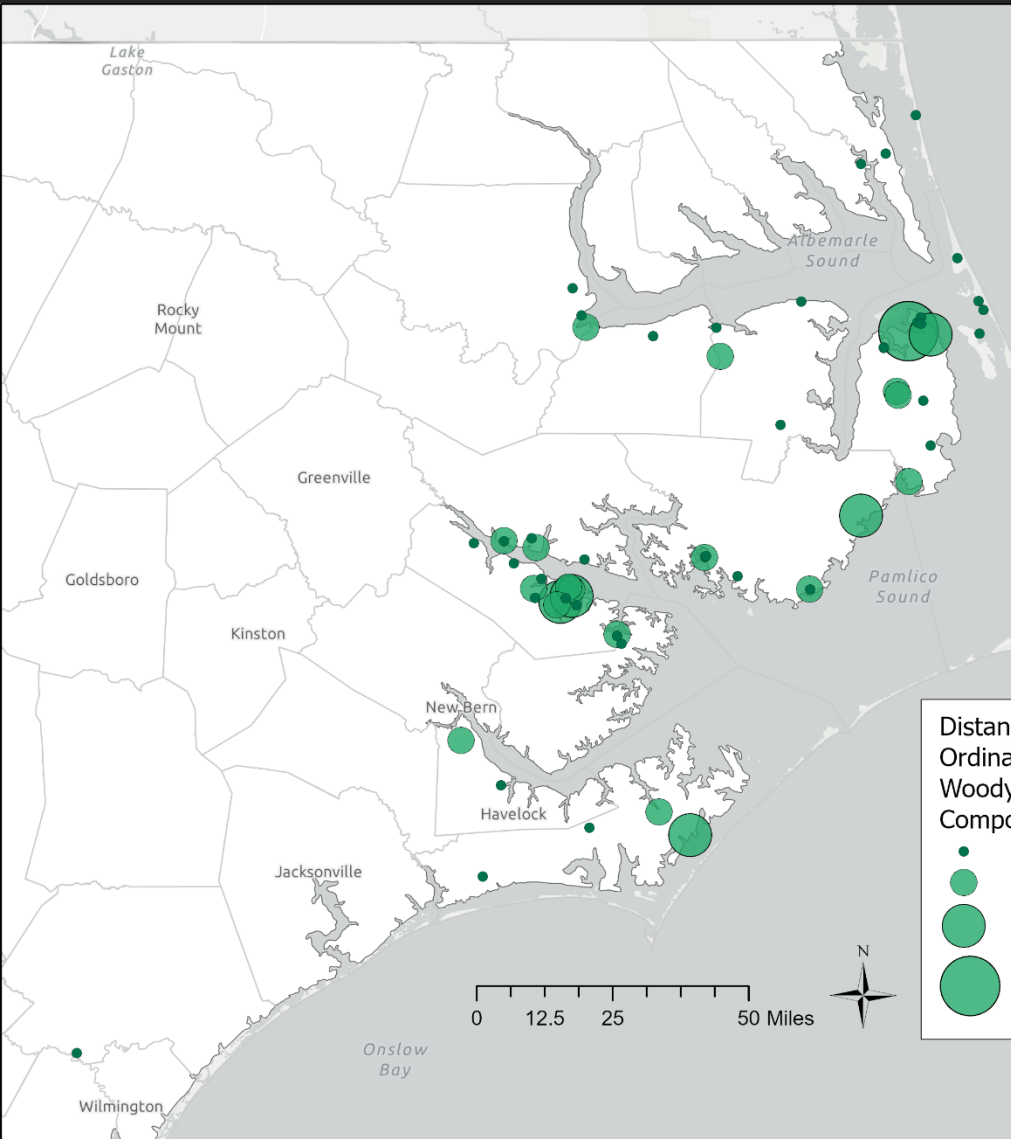 Lake
Gaston
Albemarle
Sound
Rocky
Mount
Greenville
Goldsboro
Pamlico
Sound
Kinston
New Bern
Havelock
Jacksonville
Distan
Ordina
Woody
Compo
N
0 12.5 25 50 Miles
Onslow
Bay
Wilmington